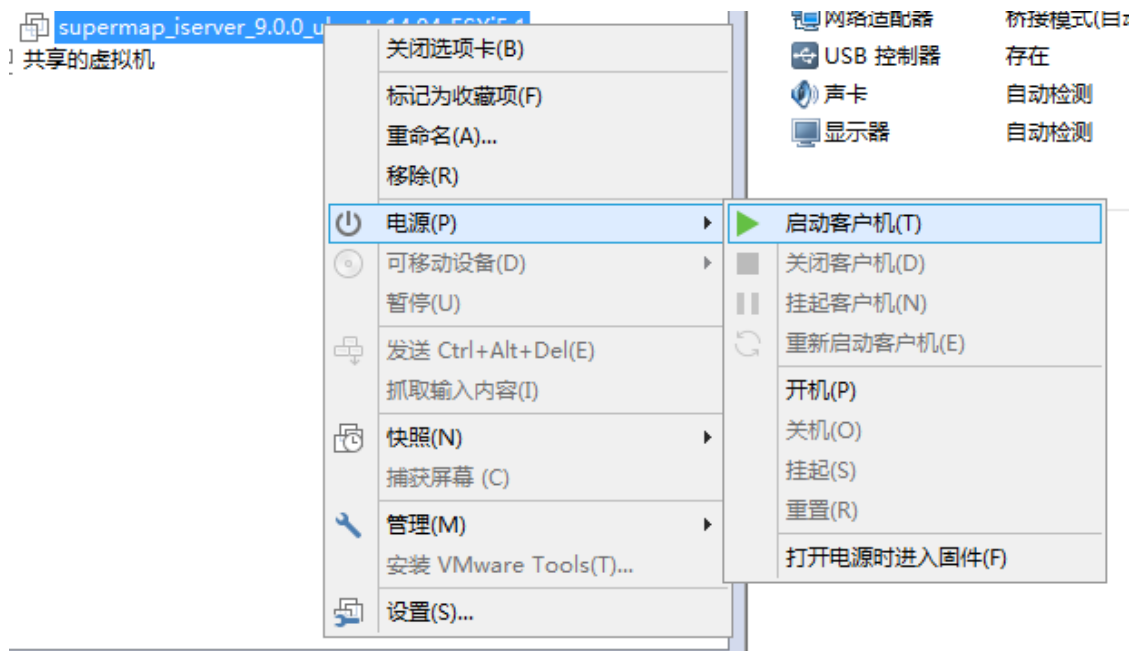 supermap_iserver_9.0.0_u
共享的虚拟机
关闭选项卡(B)
标记为收藏项(F)
重命名(A)...
移除(R)
电源(P)
可移动设备(D)
暂停(U)
发送 Ctrl+Alt+Del(E)
抓取输入内容(I)
快照(N)
捕获屏幕 (C)
管理(M)
安装 VMware Tools(T)...
设置(S)...
启动客户机(T)
关闭客户机(D)
挂起客户机(N)
重新启动客户机(E)
开机(P)
关机(O)
挂起(S)
重置(R)
打开电源时进入固件(F)
网络适配器 桥接模式(自
USB 控制器 存在
声卡 自动检测
显示器 自动检测